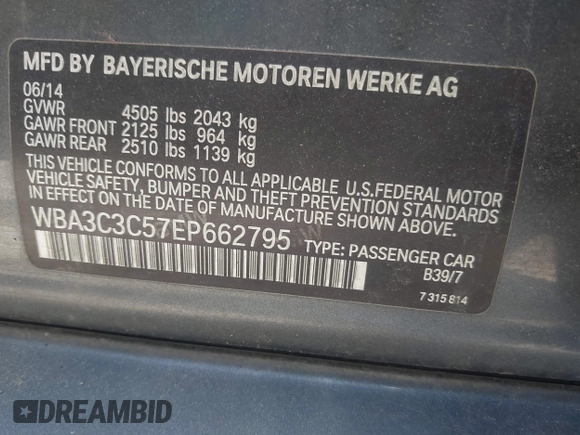 MFD BY BAYERISCHE MOTOREN WERKE AG
06/14
GVWR 4505 lbs 2043 kg
GAWR FRONT 2125 lbs 964 kg
GAWR REAR 2510 lbs 1139 kg
THIS VEHICLE CONFORMS TO ALL APPLICABLE U.S.FEDERAL MOTOR
VEHICLE SAFETY, BUMPER AND THEFT PREVENTION STANDARDS
IN EFFECT ON THE DATE OF MANUFACTURE SHOWN ABOVE.
WBA3C3C57EP662795 TYPE: PASSENGER CAR
B39/7
7 315 814
DREAMBID